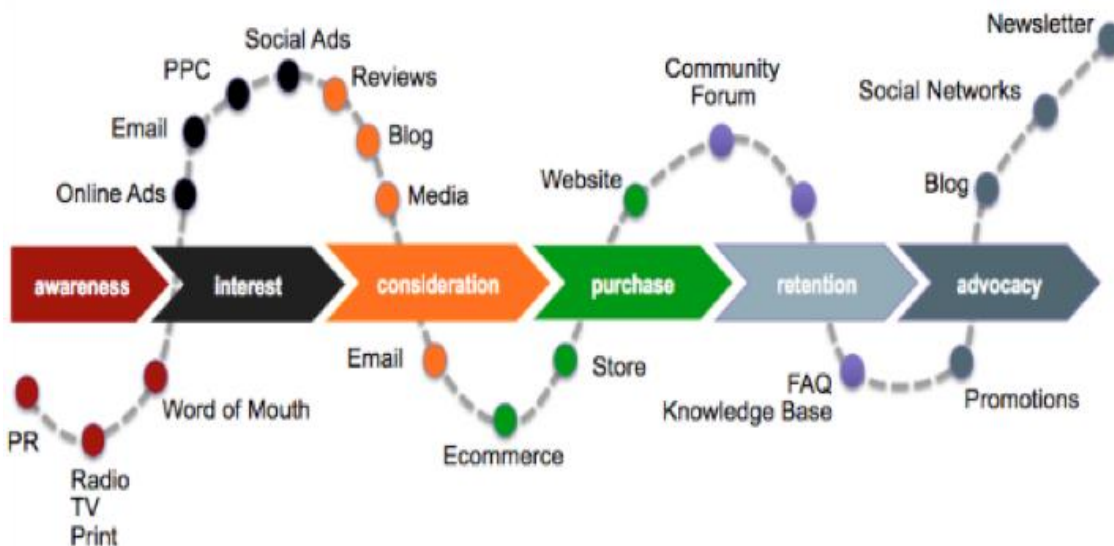 Newsletter
Social Ads
PPC
Reviews
Community
Forum
Social Networks
Email
Blog
Online Ads
Media
Website
Blog
awareness
interest
consideration
purchase
retention
advocacy
Email
Store
FAQ
Knowledge Base
Promotions
PR
Word of Mouth
Ecommerce
Radio
TV
Print